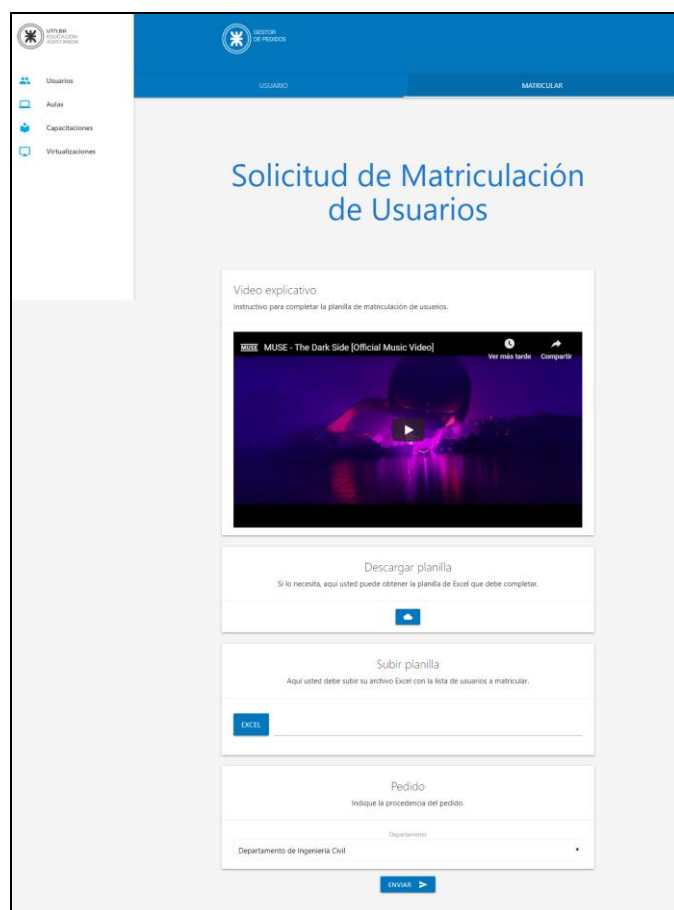 UTN.BA
EDUCACIÓN
ADISTANCIA
Usuarios
Aulas
Capacitaciones
Virtualizaciones
GESTOR
DE PEDIDOS
USUARIO
MATRICULAR
Solicitud de Matriculación
de Usuarios
Video explicativo
Instructivo para completar la planilla de matriculación de usuarios.
MUSE MUSE - The Dark Side [Official Music Video]
Ver más tarde
Compartir
Descargar planilla
Si lo necesita, aquí usted puede obtener la planilla de Excel que debe completar.
Subir planilla
Aquí usted debe subir su archivo Excel con la lista de usuarios a matricular.
EXCEL
Pedido
Indique la procedencia del pedido.
Departamento
Departamento de Ingeniería Civil
ENVIAR